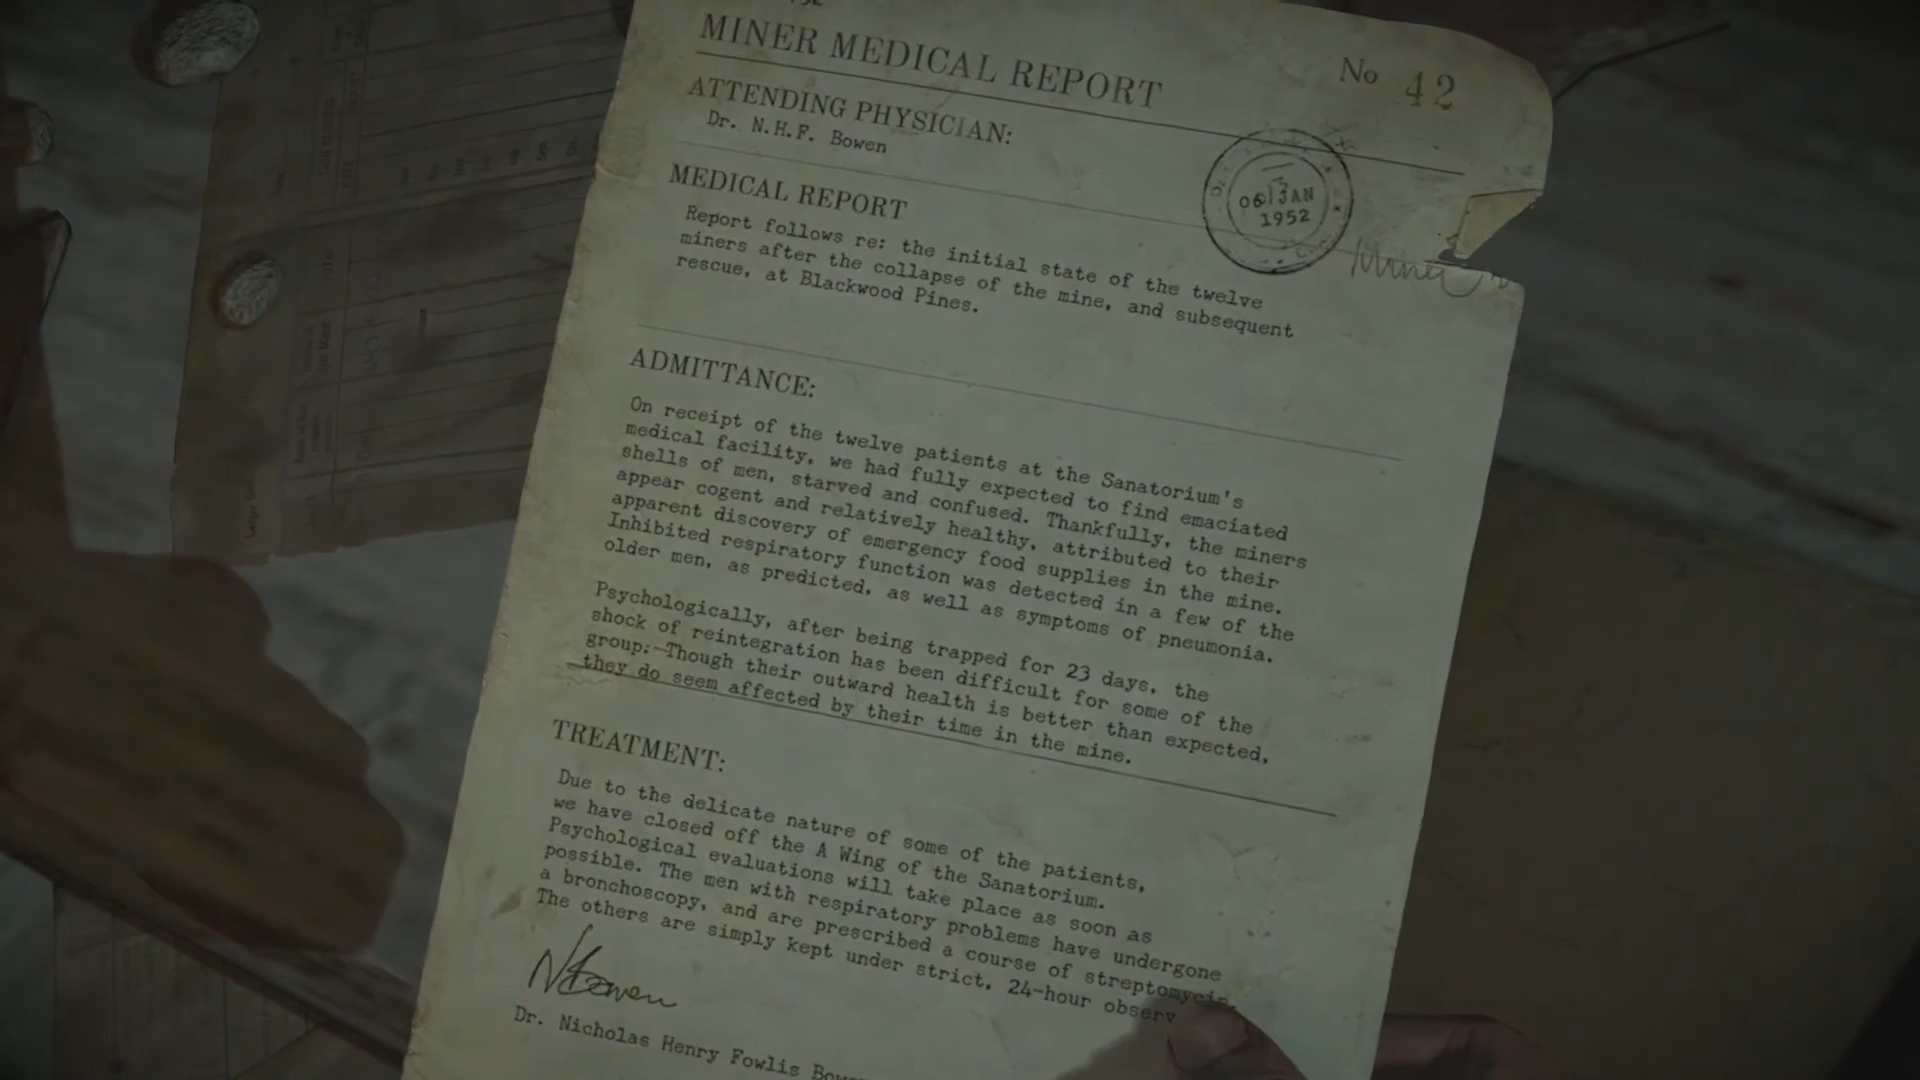 MINER MEDICAL REPORT
No 42
ATTENDING PHYSICIAN:
Dr. N.H.F. Bowen
06 JAN
1952
MEDICAL REPORT
Report follows re: the initial state of the twelve
miners after the collapse of the mine, and subsequent
rescue, at Blackwood Pines.
Miner
ADMITTANCE:
On receipt of the twelve patients at the Sanatorium's
medical facility, we had fully expected to find emaciated
shells of men, starved and confused. Thankfully, the miners
appear cogent and relatively healthy, attributed to their
apparent discovery of emergency food supplies in the mine.
Inhibited respiratory function was detected in a few of the
older men, as predicted, as well as symptoms of pneumonia.
Psychologically, after being trapped for 23 days, the
shock of reintegration has been difficult for some of the
group: Though their outward health is better than expected,
they do seem affected by their time in the mine.
TREATMENT:
Due to the delicate nature of some of the patients,
we have closed off the A Wing of the Sanatorium.
Psychological evaluations will take place as soon as
possible. The men with respiratory problems have undergone
a bronchoscopy, and are prescribed a course of streptomycin.
The others are simply kept under strict, 24-hour observ
NBowen
Dr. Nicholas Henry Fowlis Bowe